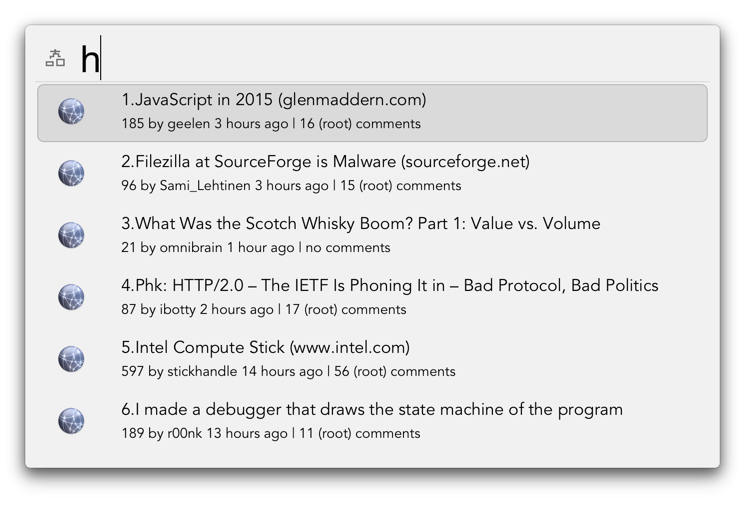 h
1.JavaScript in 2015 (glenmaddern.com)
185 by geelen 3 hours ago | 16 (root) comments
2.Filezilla at SourceForge is Malware (sourceforge.net)
96 by Sami_Lehtinen 3 hours ago | 15 (root) comments
3.What Was the Scotch Whisky Boom? Part 1: Value vs. Volume
21 by omnibrain 1 hour ago | no comments
4.Phk: HTTP/2.0 – The IETF Is Phoning It in – Bad Protocol, Bad Politics
87 by ibotty 2 hours ago | 17 (root) comments
5.Intel Compute Stick (www.intel.com)
597 by stickhandle 14 hours ago | 56 (root) comments
6.I made a debugger that draws the state machine of the program
189 by r00nk 13 hours ago | 11 (root) comments